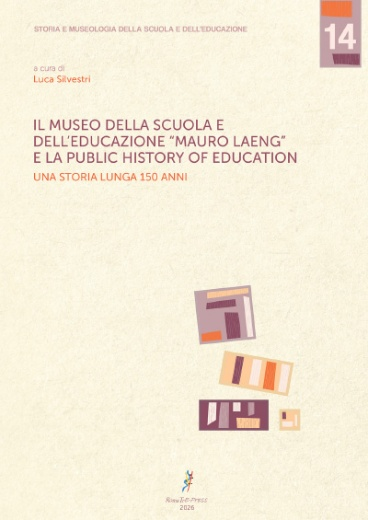 STORIA E MUSEOLOGIA DELLA SCUOLA E DELL'EDUCAZIONE
14
a cura di
Luca Silvestri
IL MUSEO DELLA SCUOLA E
DELL'EDUCAZIONE "MAURO LAENG"
E LA PUBLIC HISTORY OF EDUCATION
UNA STORIA LUNGA 150 ANNI
RomaTrE-Press
2026